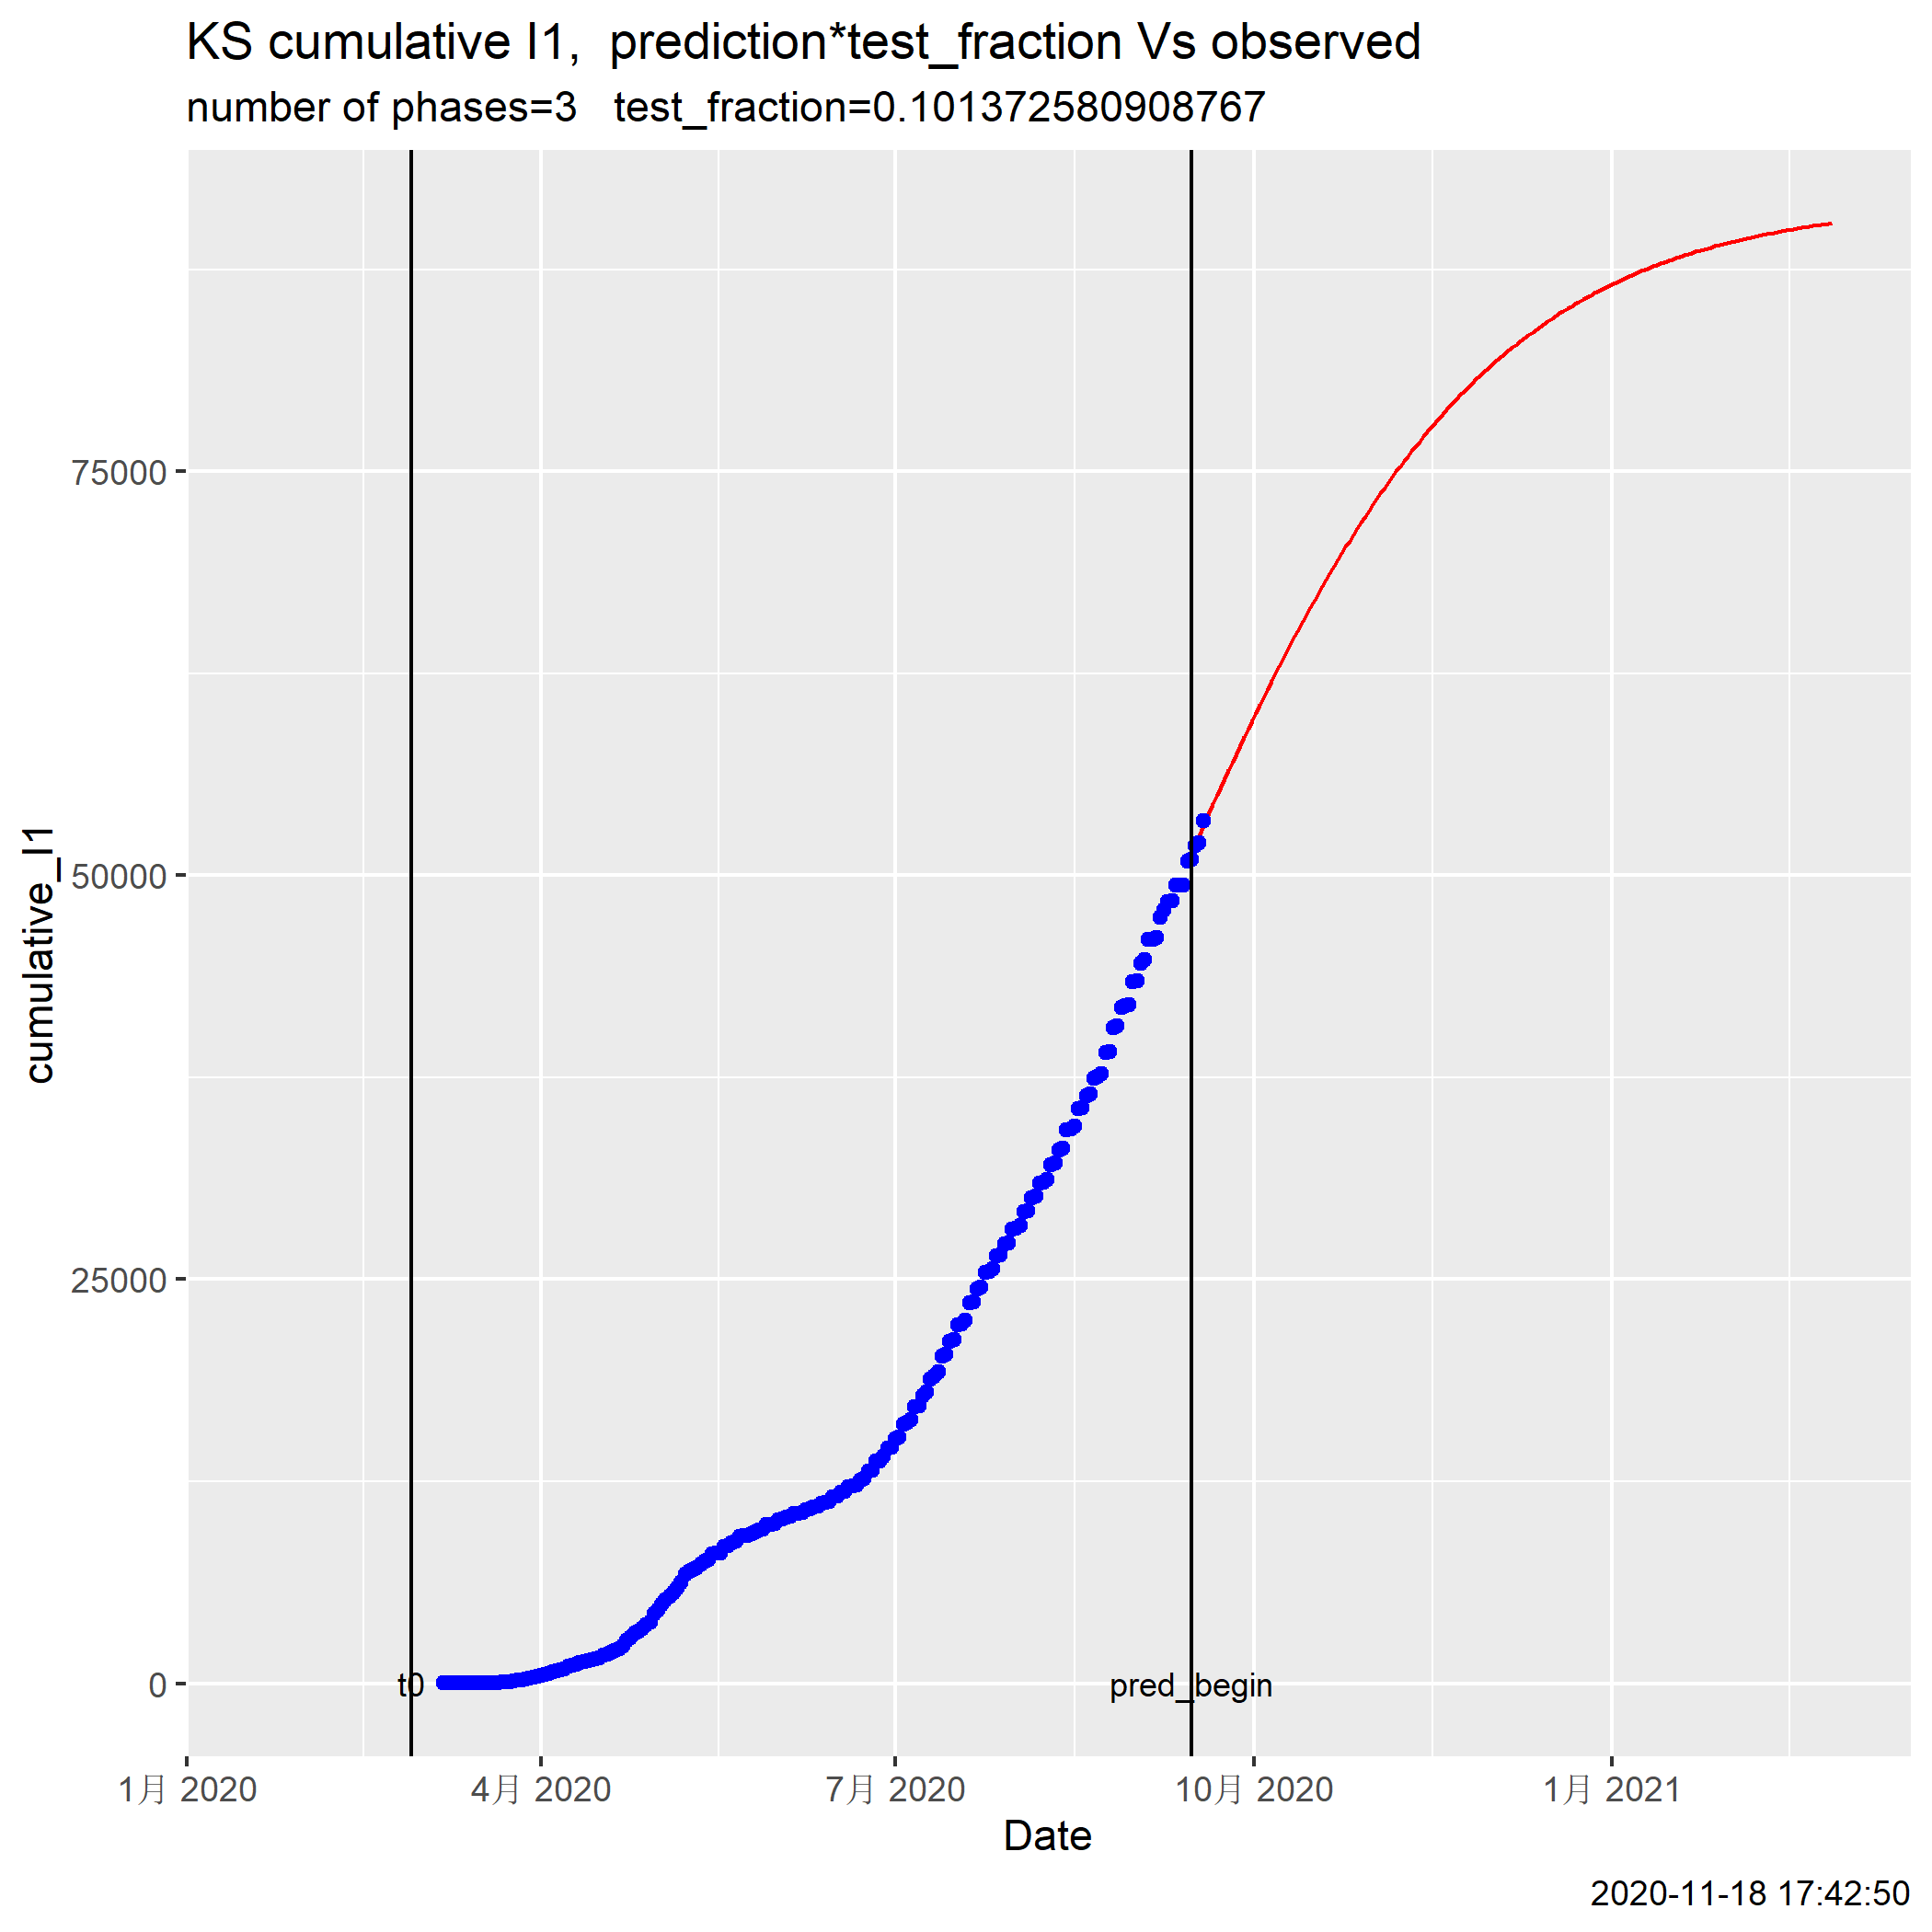 KS cumulative I1,  prediction*test_fraction Vs observed
number of phases=3   test_fraction=0.101372580908767
cumulative_I1
75000
50000
25000
0
t0
pred_begin
1月 2020
4月 2020
7月 2020
10月 2020
1月 2021
Date
2020-11-18 17:42:50